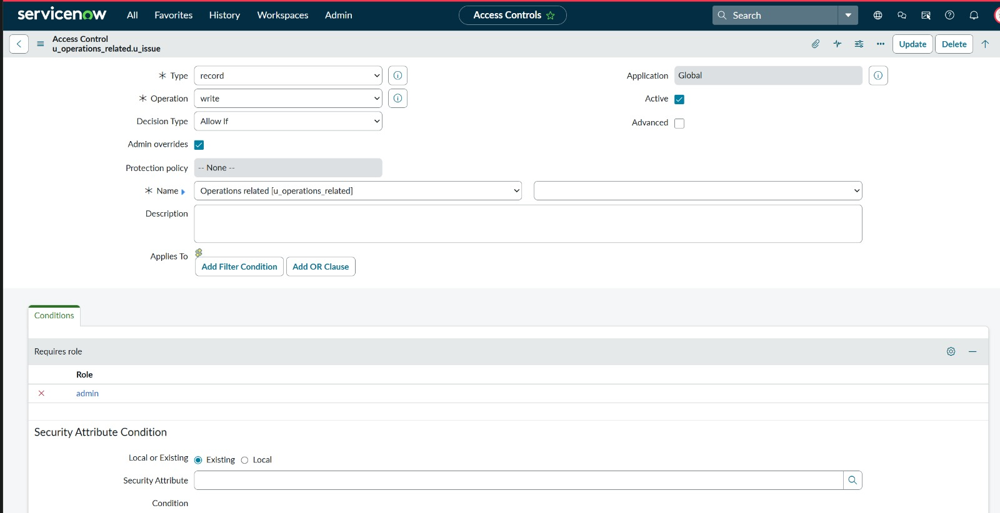 servicenow
All
Favorites
History
Workspaces
Admin
Access Controls
Search
Access Control
u_operations_related.u_issue
Update
Delete
Type
record
Application
Global
Operation
write
Active
Decision Type
Allow If
Advanced
Admin overrides
Protection policy
-- None --
Name
Operations related [u_operations_related]
Description
Applies To
Add Filter Condition
Add OR Clause
Conditions
Requires role
Role
admin
Security Attribute Condition
Local or Existing
Existing
Local
Security Attribute
Condition